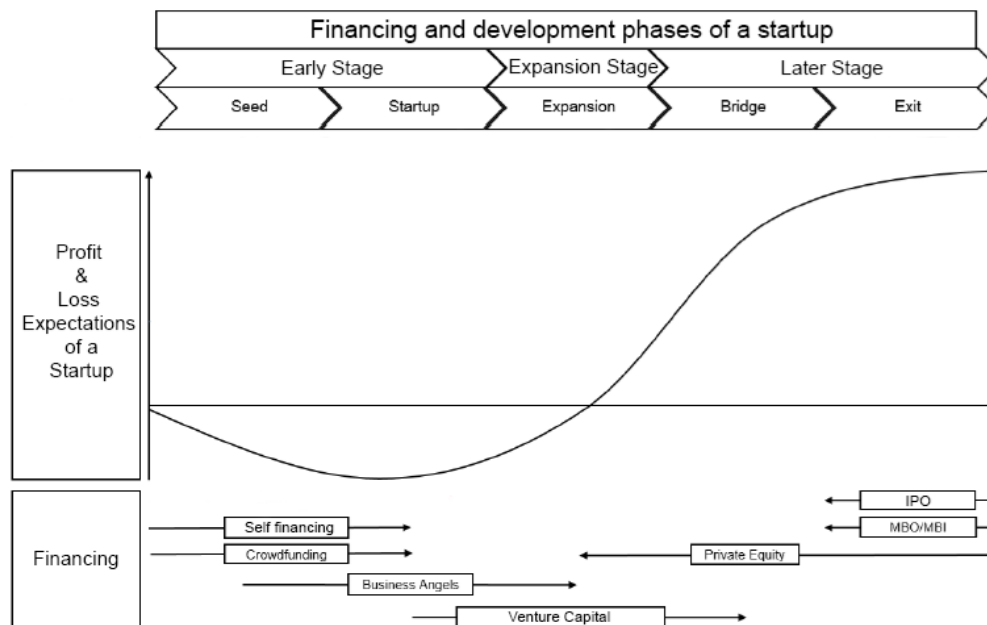 Financing and development phases of a startup
Early Stage
Expansion Stage
Later Stage
Seed
Startup
Expansion
Bridge
Exit
Profit
&
Loss
Expectations
of a
Startup
Financing
IPO
Self financing
MBO/MBI
Crowdfunding
Private Equity
Business Angels
Venture Capital